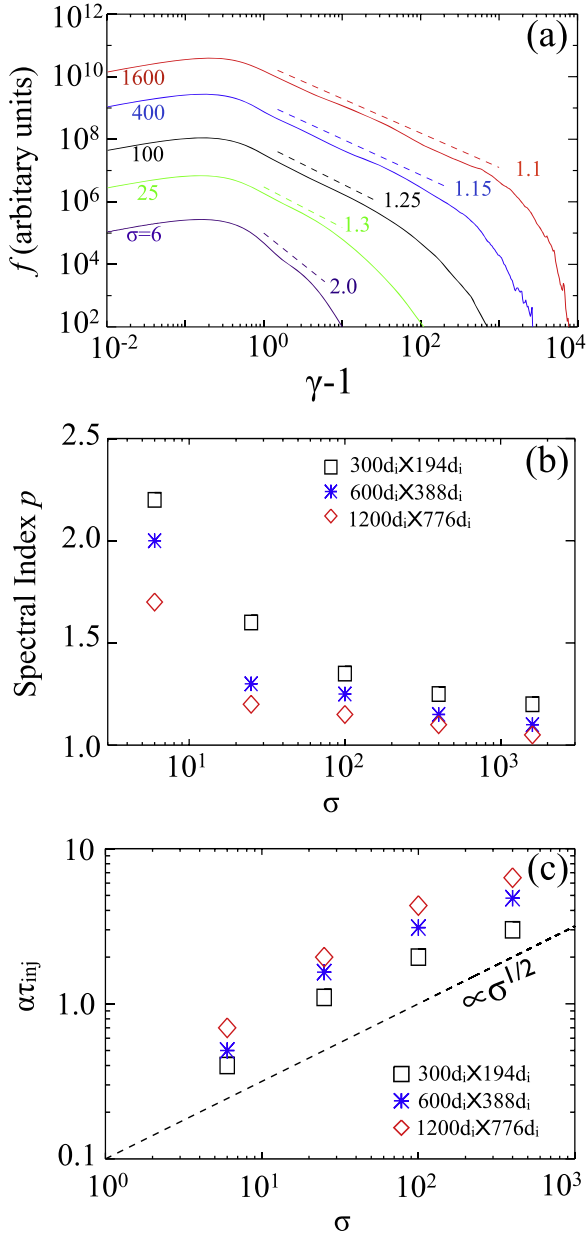 (a)
f (arbitary units)
10¹²
10¹⁰
10⁸
10⁶
10⁴
10²
1600
400
100
25
σ=6
1.1
1.15
1.25
1.3
2.0
10⁻²
10⁰
10²
10⁴
γ-1
(b)
Spectral Index p
2.5
2.0
1.5
1.0
300dᵢX194dᵢ
600dᵢX388dᵢ
1200dᵢX776dᵢ
10¹
10²
10³
σ
(c)
ατ_inj
10
1.0
0.1
∝σ^1/2
300dᵢX194dᵢ
600dᵢX388dᵢ
1200dᵢX776dᵢ
10⁰
10¹
10²
10³
σ